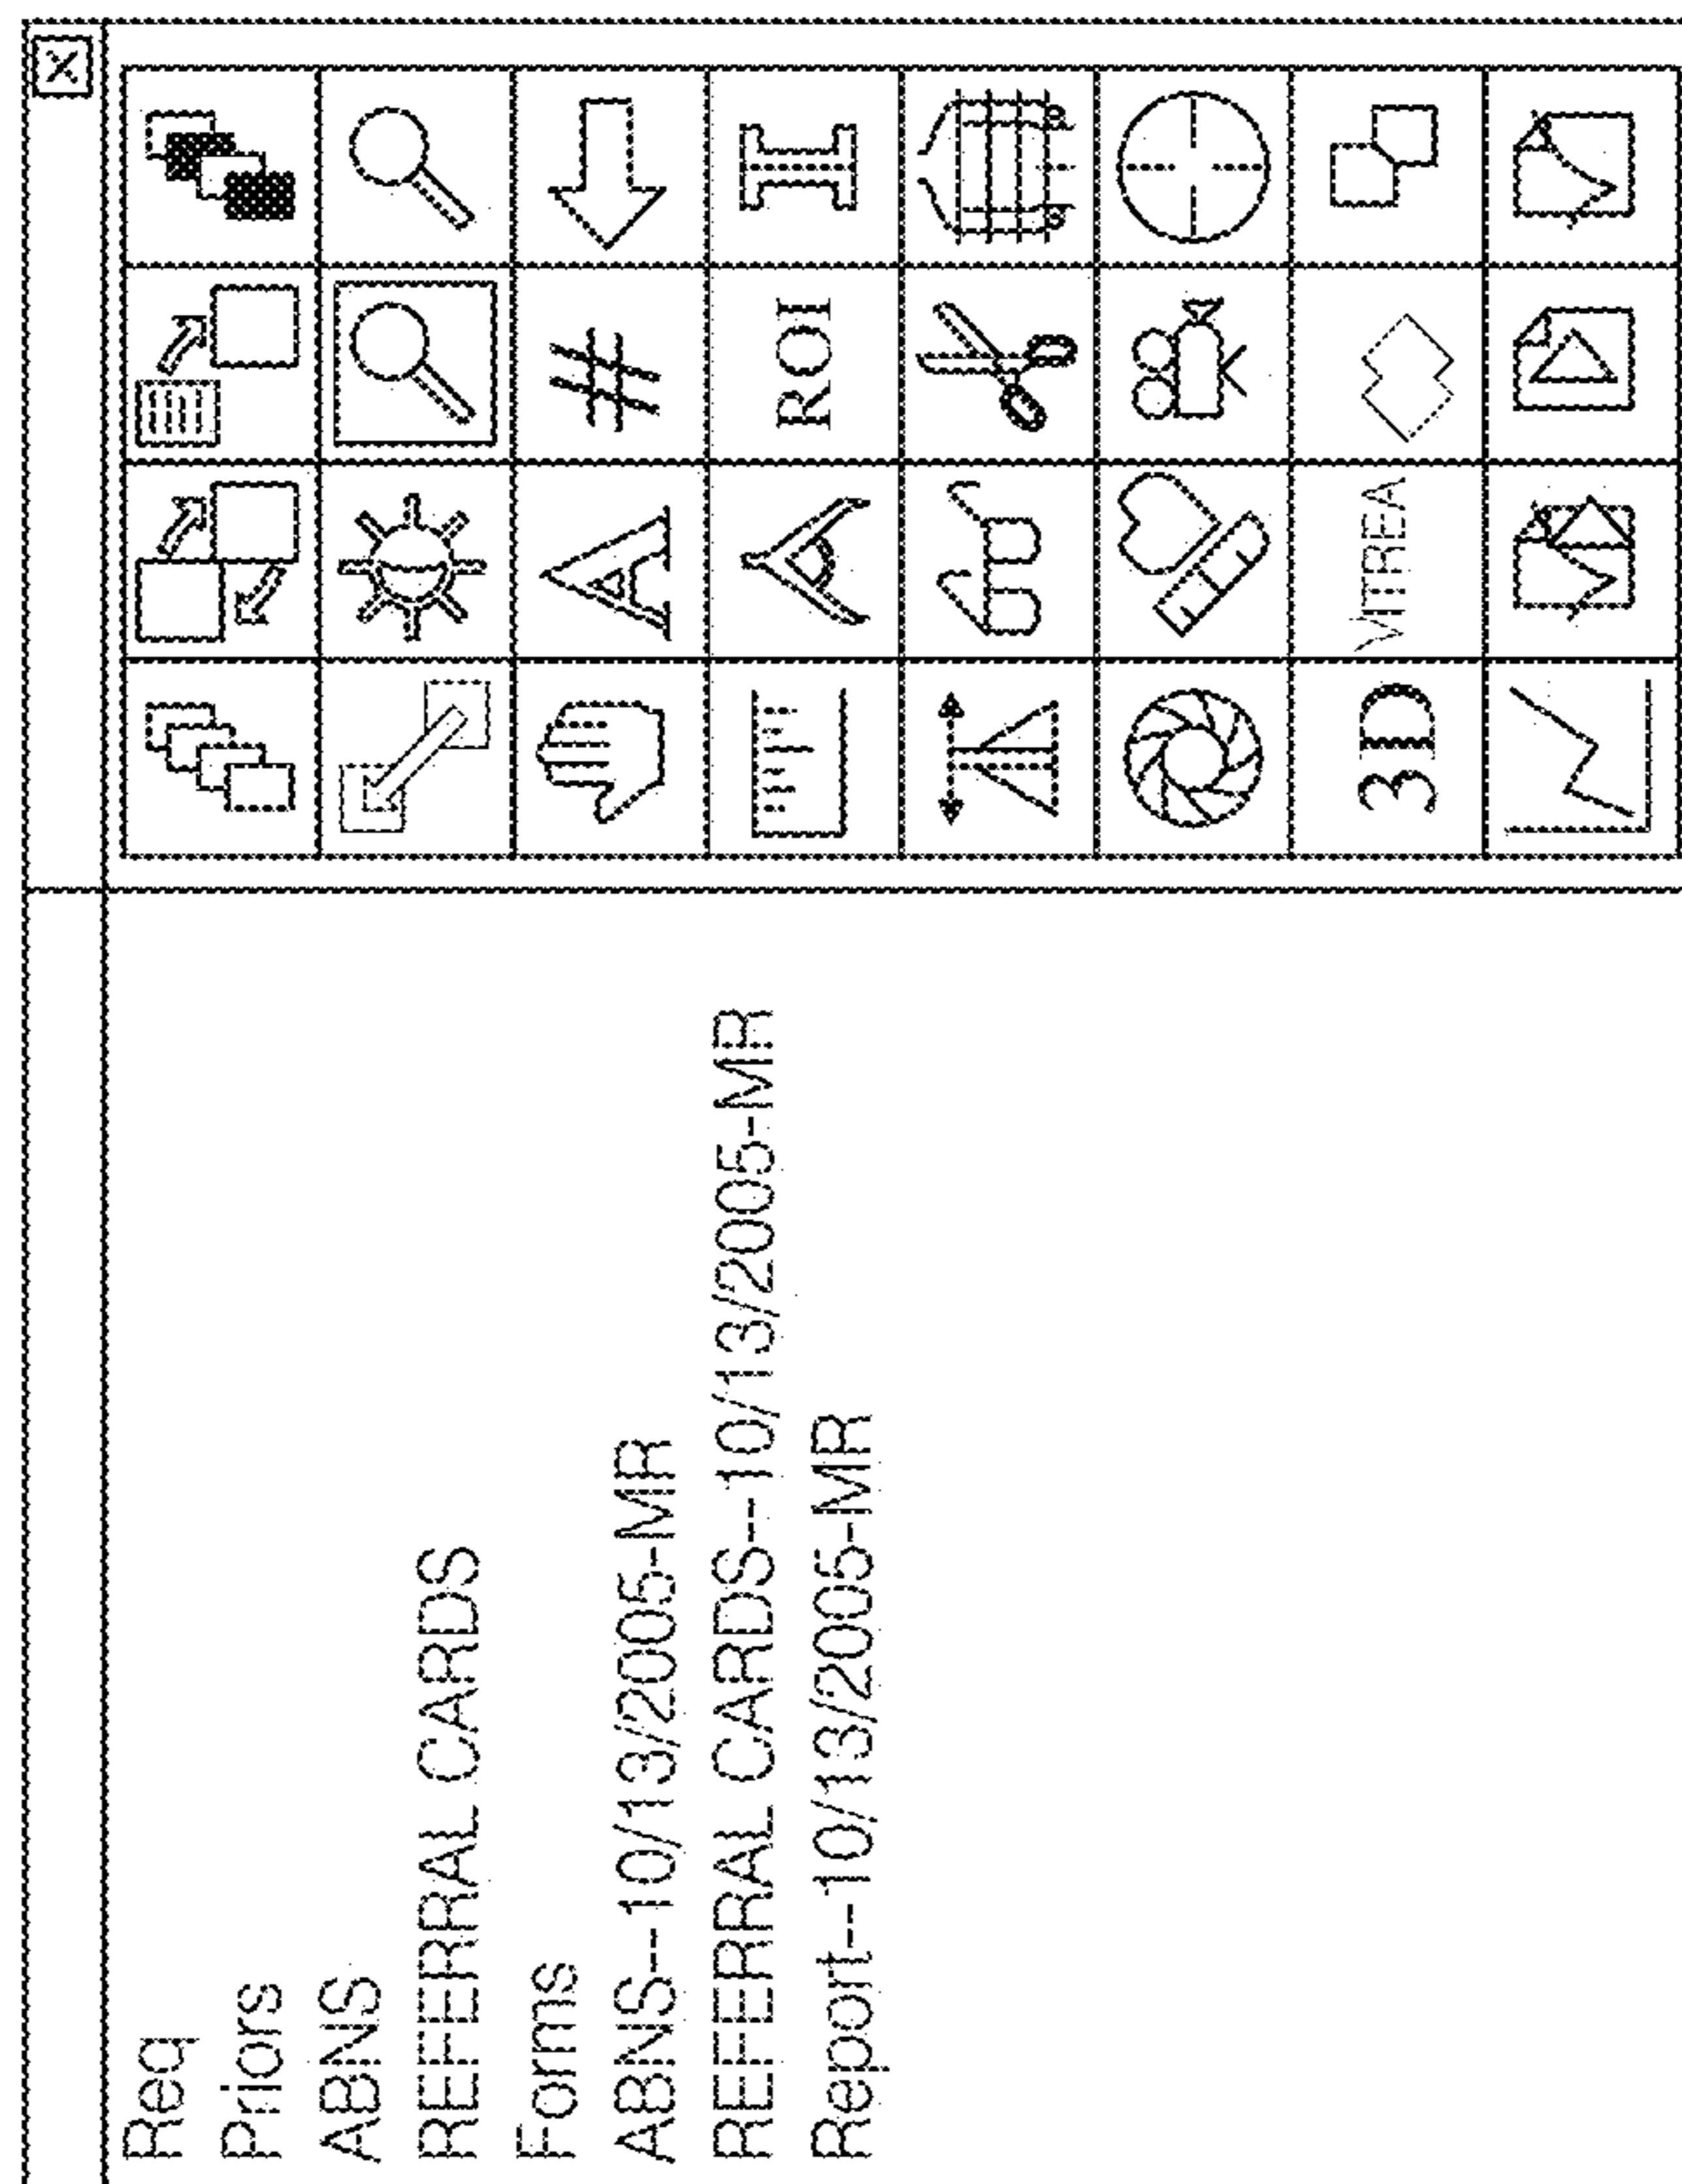 X
Req
Priors
ABNS
REFERRAL CARDS
Forms
ABNS--10/13/2005-MR
REFERRAL CARDS--10/13/2005-MR
Report--10/13/2005-MR
A
#
A
ROI
I
3D
VITREA